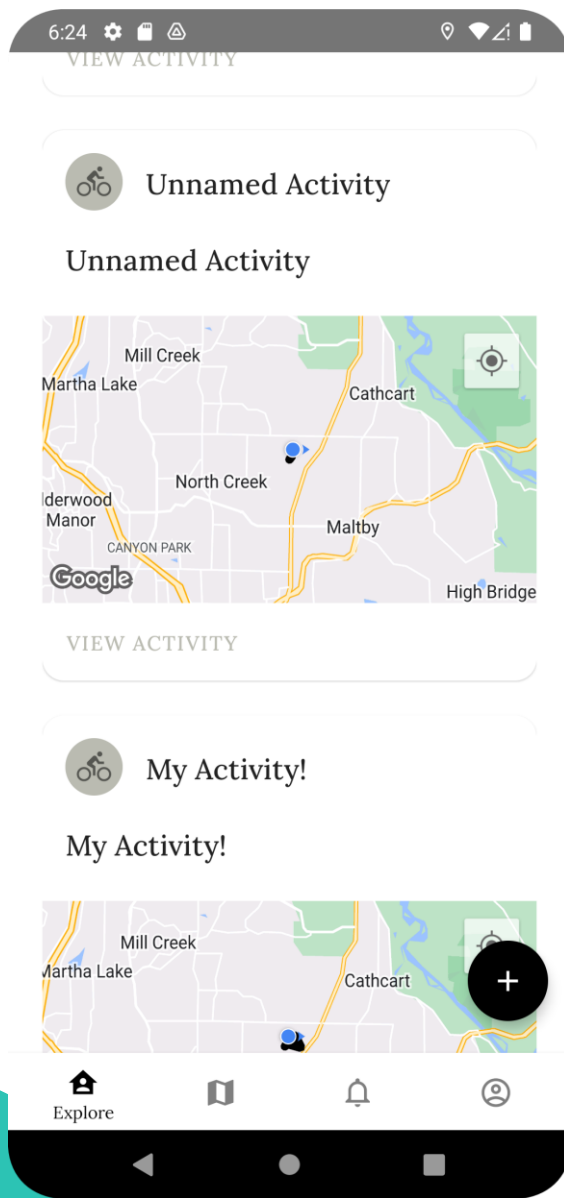 6:24
VIEW ACTIVITY
Unnamed Activity
Unnamed Activity
Mill Creek
Martha Lake
Cathcart
North Creek
lderwood
Manor
Maltby
CANYON PARK
Google
High Bridge
VIEW ACTIVITY
My Activity!
My Activity!
Mill Creek
Martha Lake
Cathcart
Explore